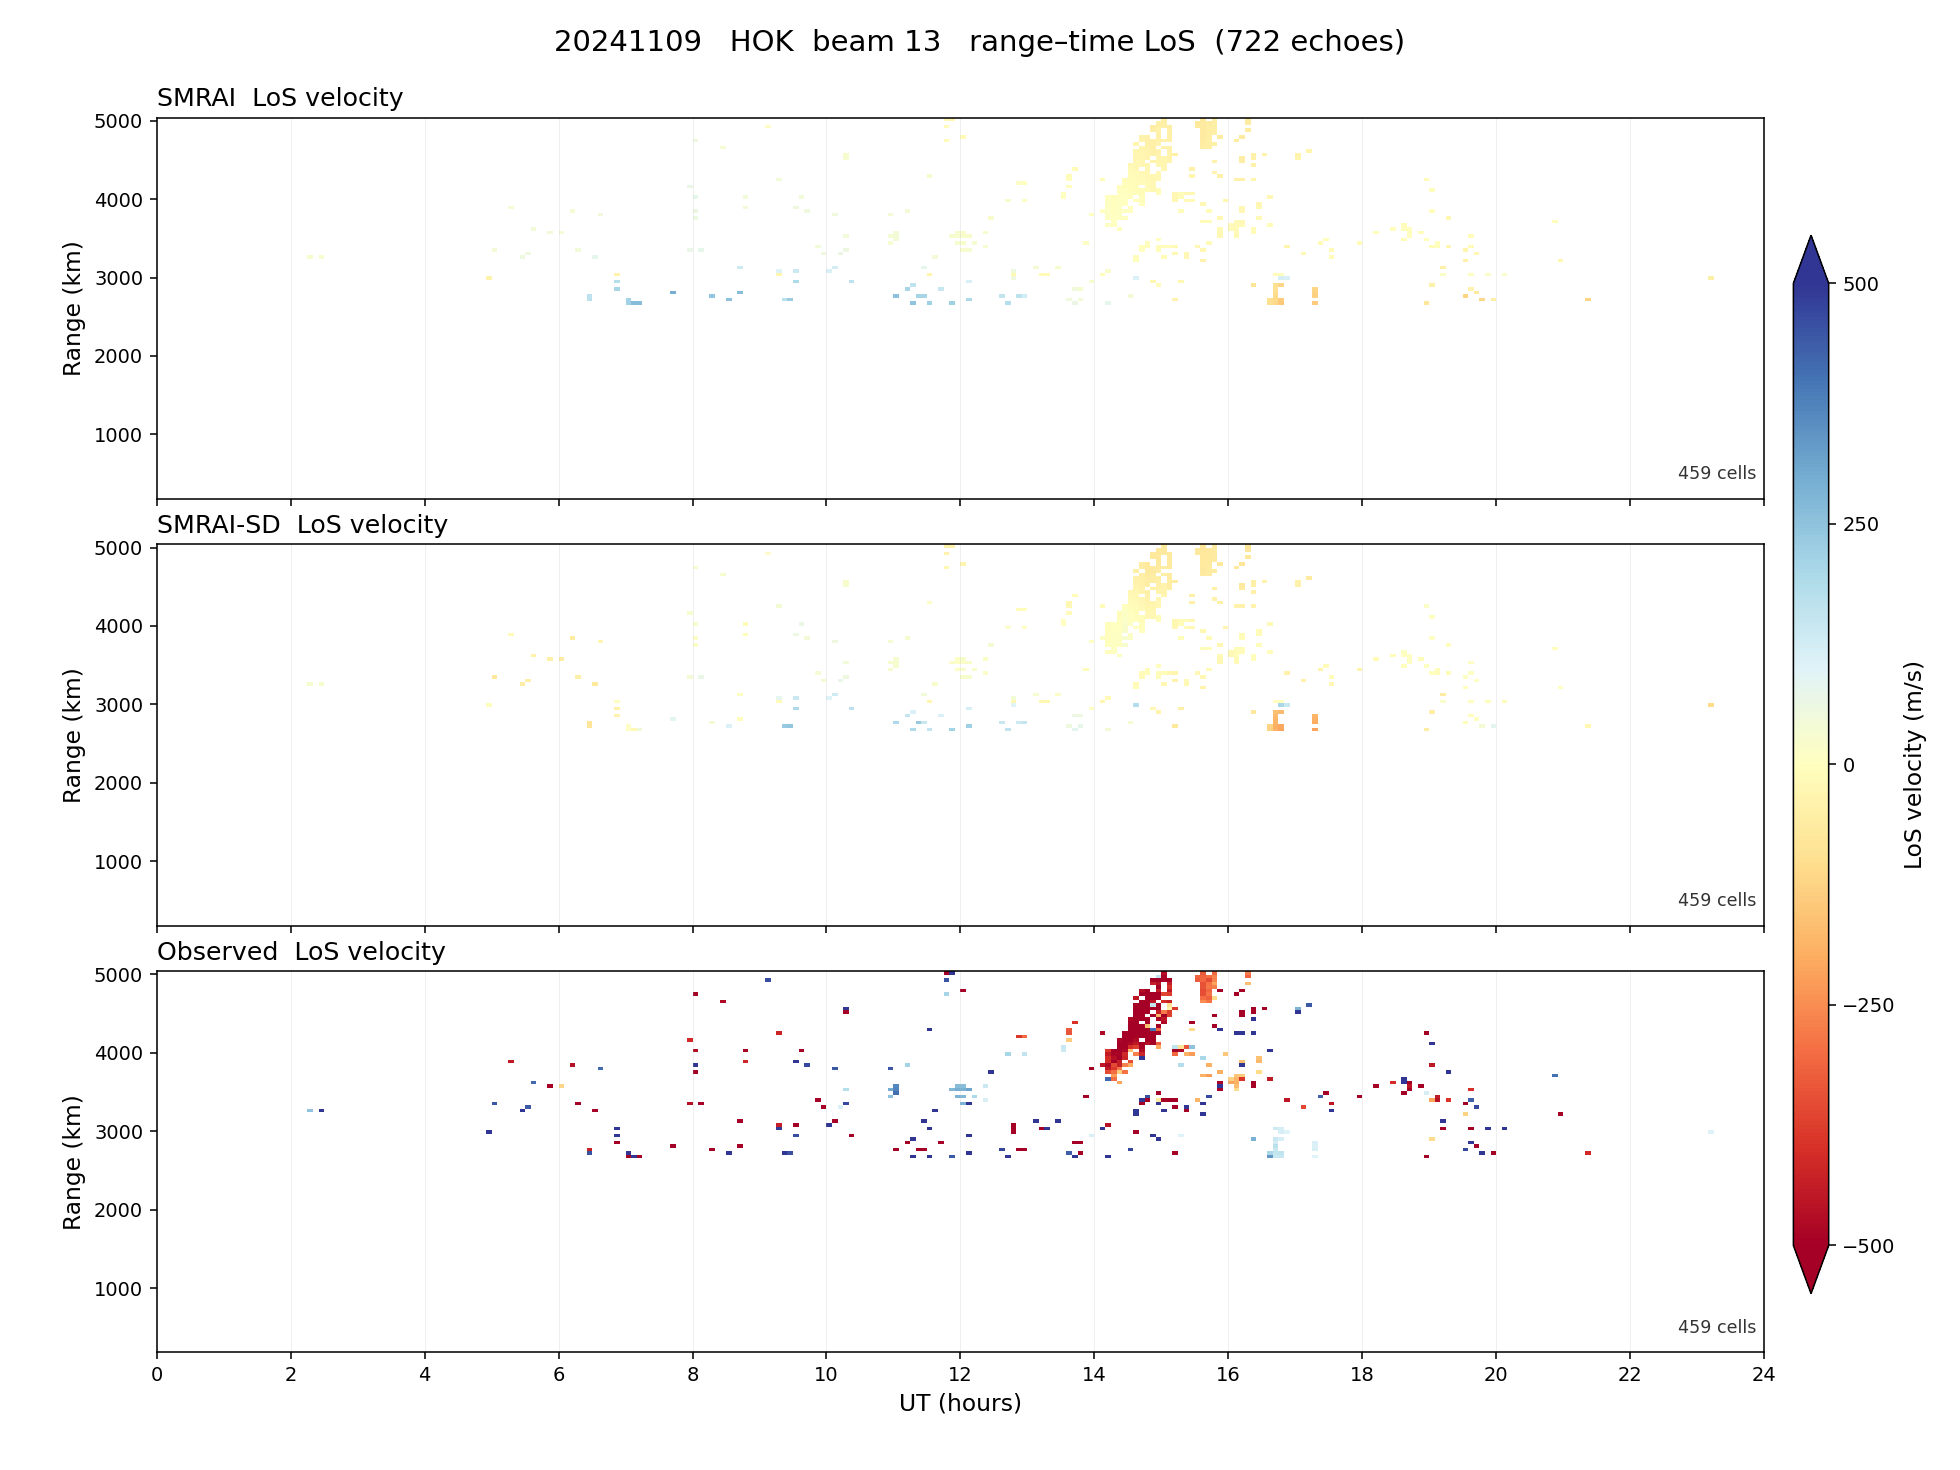 20241109   HOK  beam 13   range–time LoS  (722 echoes)
SMRAI  LoS velocity
5000
4000
3000
2000
1000
Range (km)
459 cells
SMRAI-SD  LoS velocity
5000
4000
3000
2000
1000
Range (km)
459 cells
Observed  LoS velocity
5000
4000
3000
2000
1000
Range (km)
459 cells
0 2 4 6 8 10 12 14 16 18 20 22 24
UT (hours)
500
250
0
−250
−500
LoS velocity (m/s)